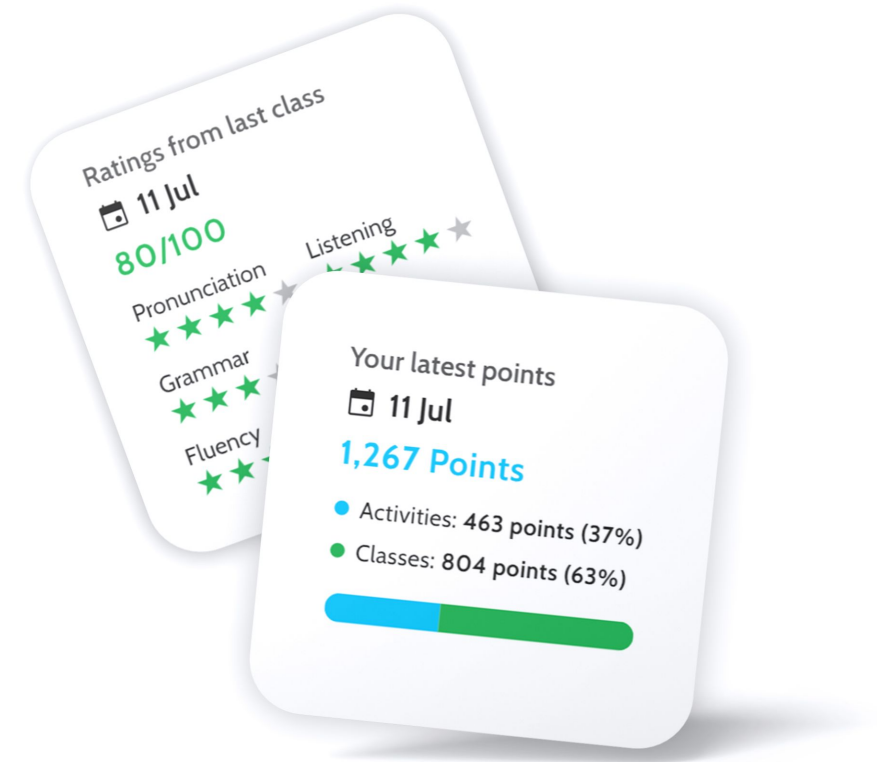 Ratings from last class
11 Jul
80/100
Pronunciation
Listening
Grammar
Fluency
Your latest points
11 Jul
1,267 Points
Activities: 463 points (37%)
Classes: 804 points (63%)